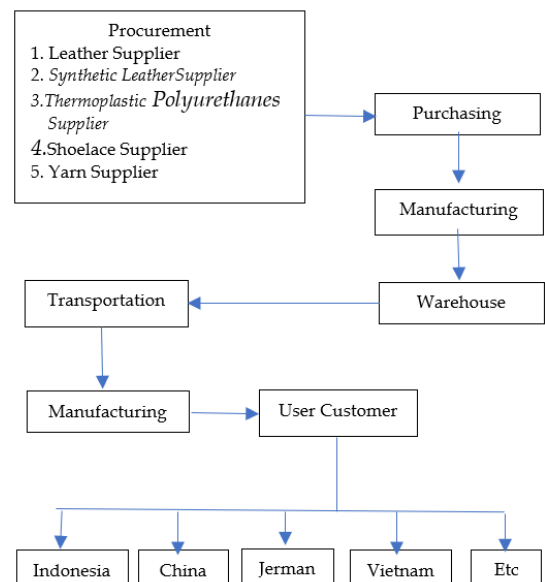 Procurement
1. Leather Supplier
2. Synthetic LeatherSupplier
3.Thermoplastic Polyurethanes
Supplier
4.Shoelace Supplier
5. Yarn Supplier
Purchasing
Manufacturing
Warehouse
Transportation
Manufacturing
User Customer
Indonesia
China
Jerman
Vietnam
Etc